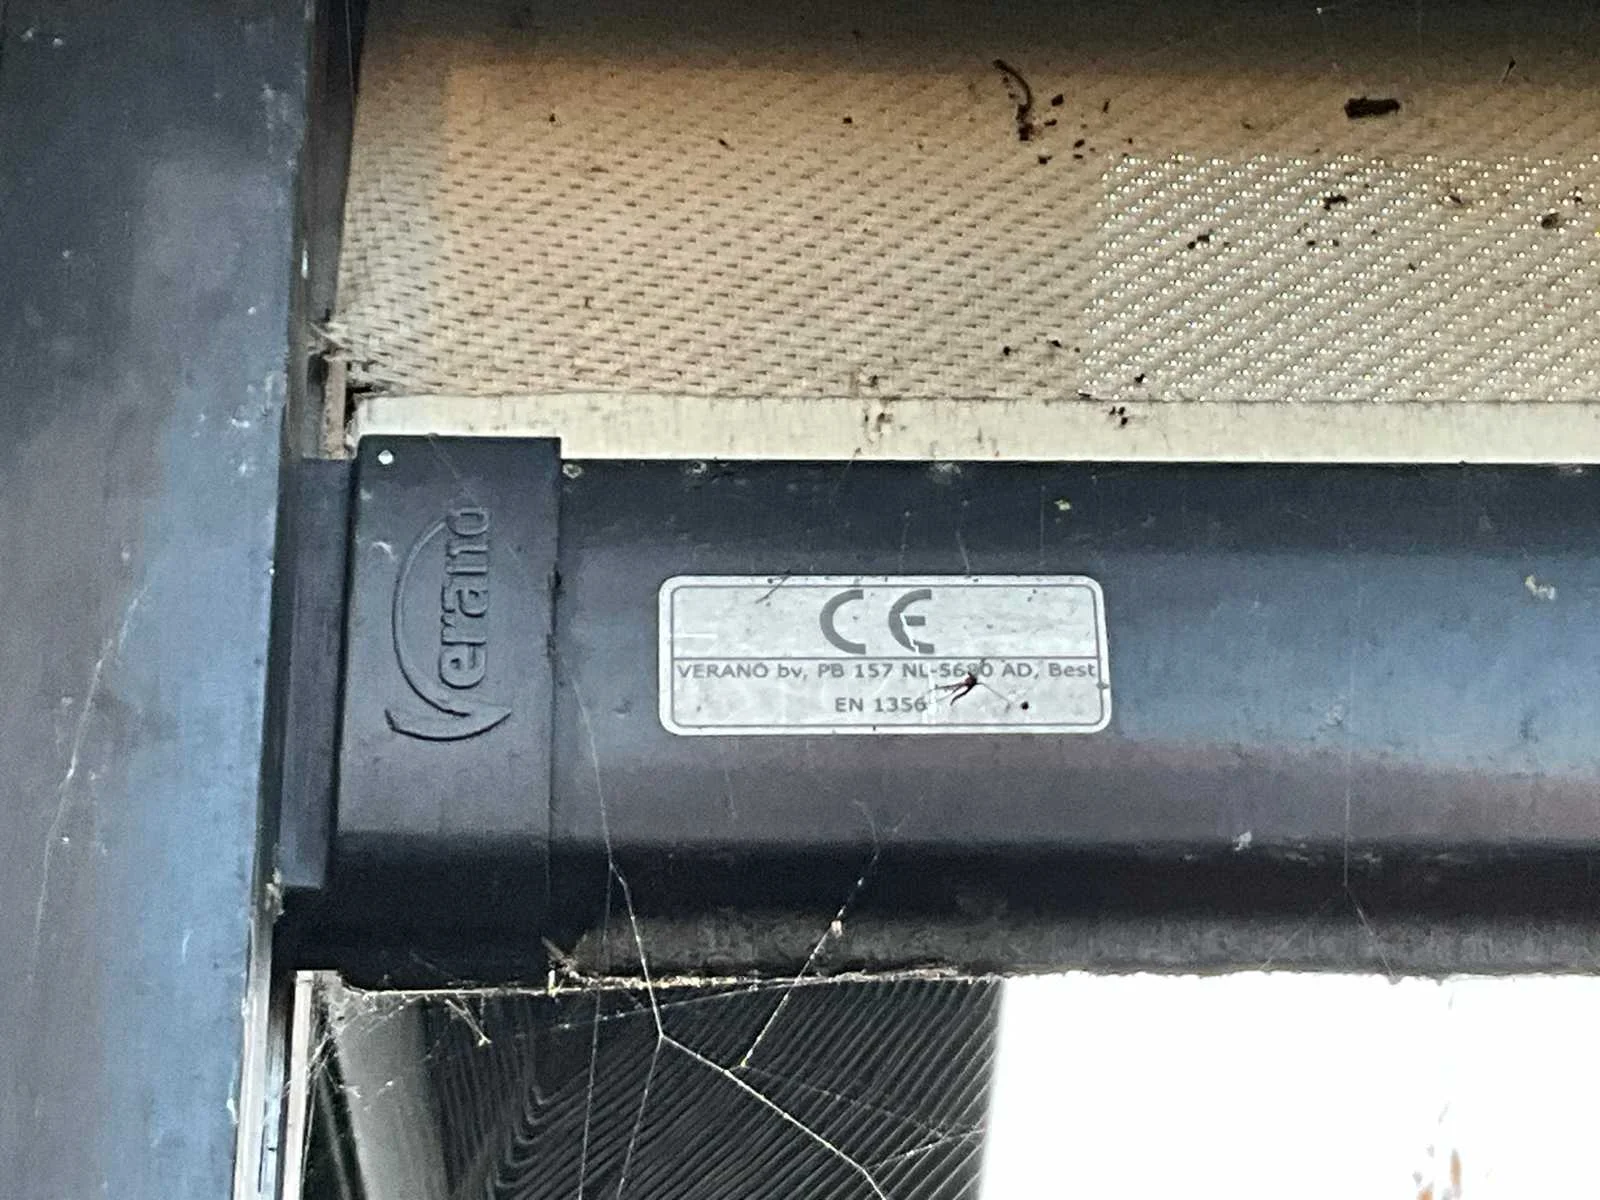 Verano
CE
VERANO bv, PB 157 NL-5680 AD, Best
EN 1356